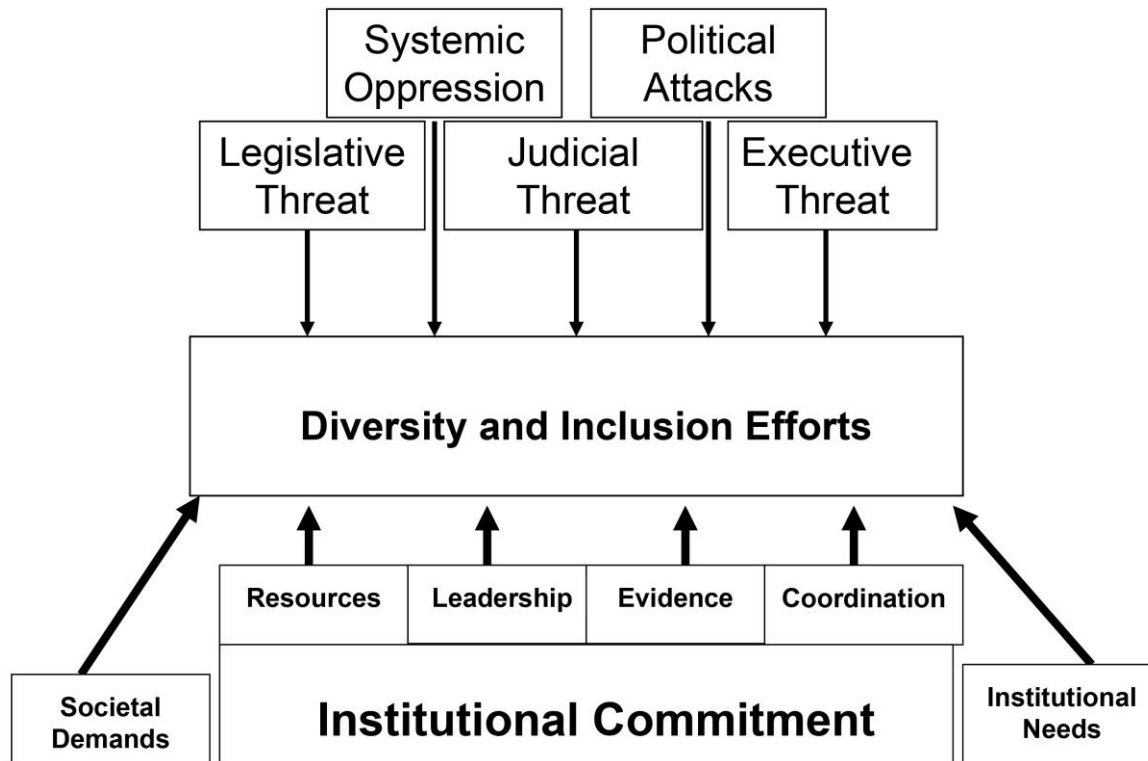 Systemic
Oppression
Political
Attacks
Legislative
Threat
Judicial
Threat
Executive
Threat
Diversity and Inclusion Efforts
Resources
Leadership
Evidence
Coordination
Societal
Demands
Institutional Commitment
Institutional
Needs